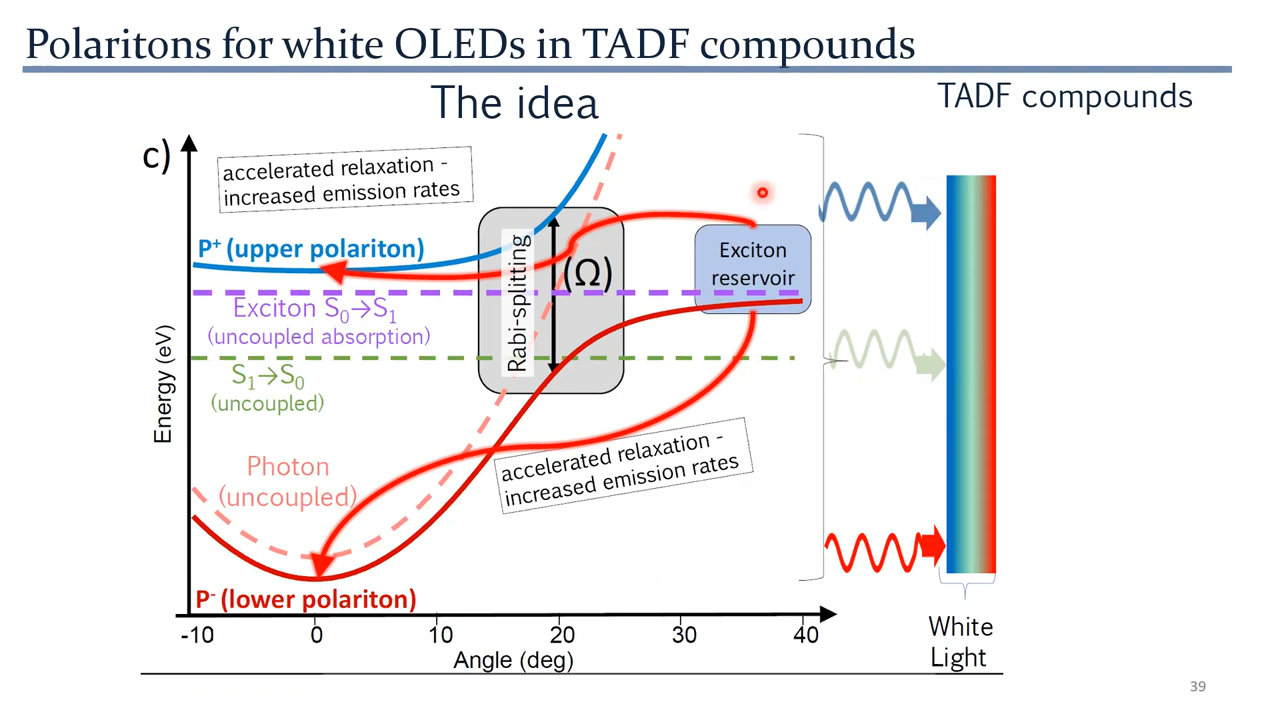 Polaritons for white OLEDs in TADF compounds
The idea
TADF compounds
c)
accelerated relaxation -
increased emission rates
P⁺ (upper polariton)
Exciton S₀→S₁
(uncoupled absorption)
S₁→S₀
(uncoupled)
Photon
(uncoupled)
P⁻ (lower polariton)
Rabi-splitting
(Ω)
Exciton
reservoir
accelerated relaxation -
increased emission rates
Energy (eV)
-10 0 10 20 30 40
Angle (deg)
White
Light
39